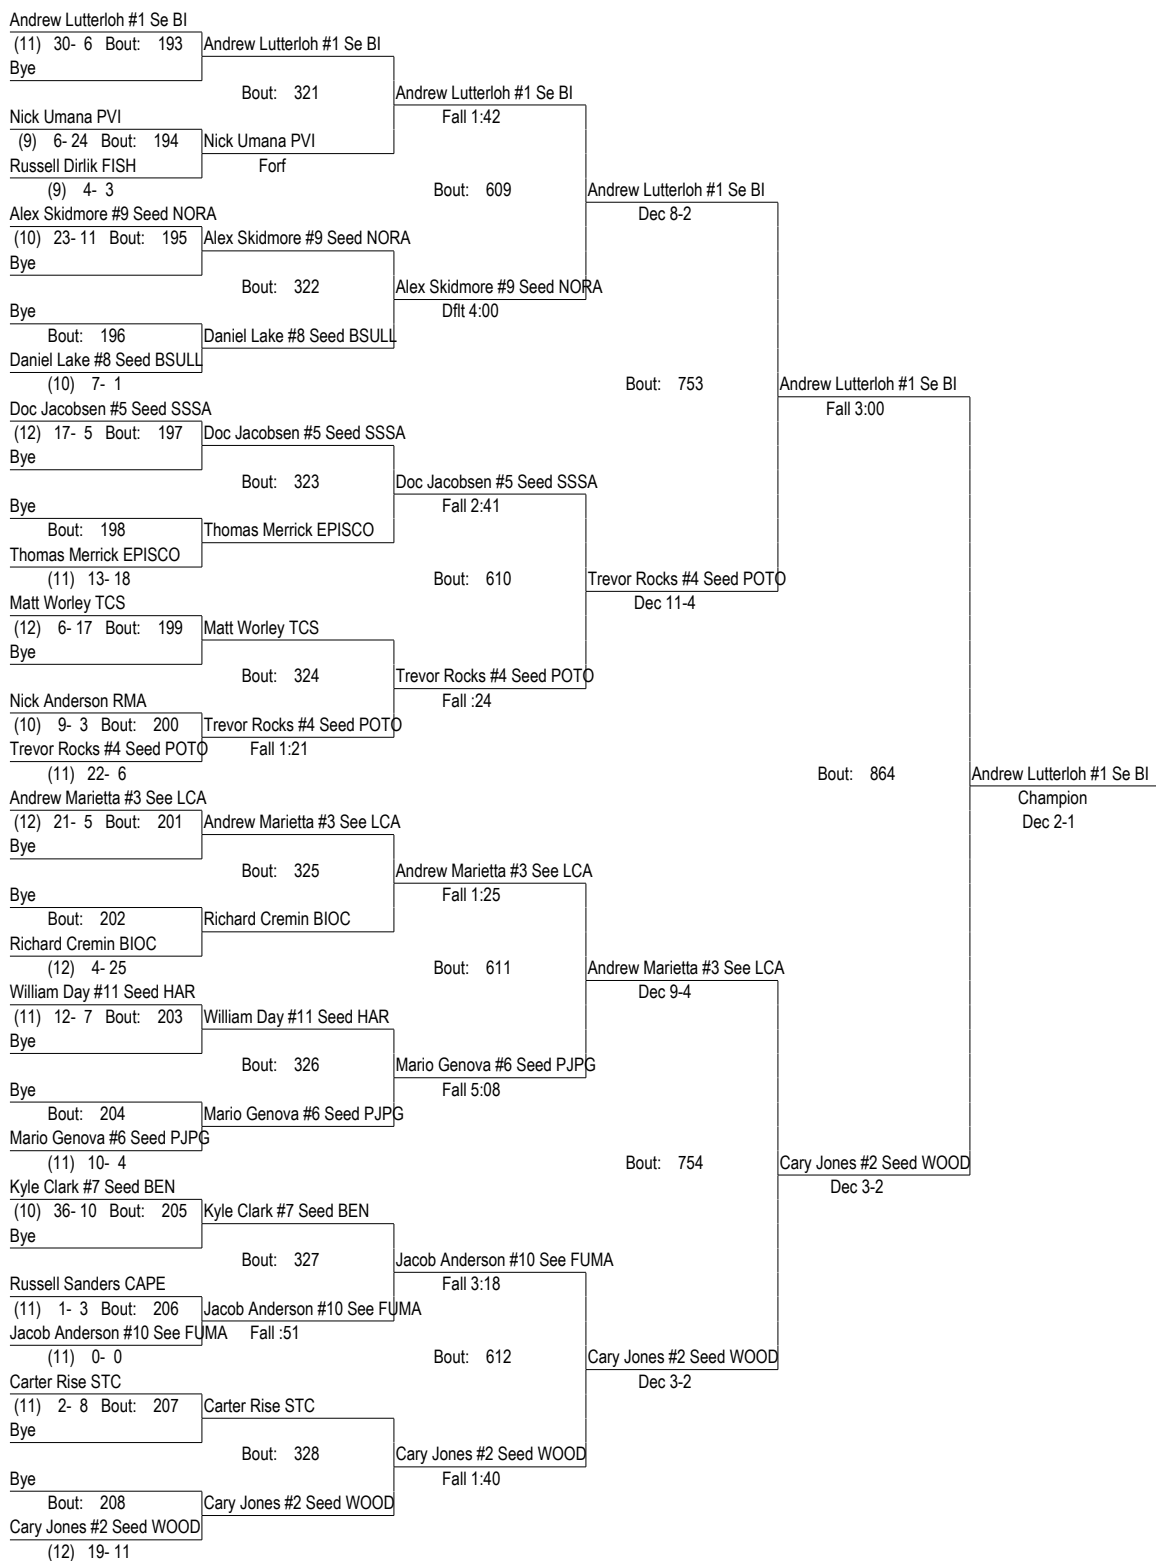 Andrew Lutterloh #1 Se BI
(11) 30- 6 Bout: 193 Andrew Lutterloh #1 Se BI
Bye
Bout: 321 Andrew Lutterloh #1 Se BI
Nick Umana PVI Fall 1:42
(9) 6- 24 Bout: 194 Nick Umana PVI
Russell Dirlik FISH Forf
(9) 4- 3 Bout: 609 Andrew Lutterloh #1 Se BI
Alex Skidmore #9 Seed NORA Dec 8-2
(10) 23- 11 Bout: 195 Alex Skidmore #9 Seed NORA
Bye
Bout: 322 Alex Skidmore #9 Seed NORA
Bye Dflt 4:00
Bout: 196 Daniel Lake #8 Seed BSULL
Daniel Lake #8 Seed BSULL
(10) 7- 1 Bout: 753 Andrew Lutterloh #1 Se BI
Doc Jacobsen #5 Seed SSSA Fall 3:00
(12) 17- 5 Bout: 197 Doc Jacobsen #5 Seed SSSA
Bye
Bout: 323 Doc Jacobsen #5 Seed SSSA
Bye Fall 2:41
Bout: 198 Thomas Merrick EPISCO
Thomas Merrick EPISCO
(11) 13- 18 Bout: 610 Trevor Rocks #4 Seed POTO
Matt Worley TCS Dec 11-4
(12) 6- 17 Bout: 199 Matt Worley TCS
Bye
Bout: 324 Trevor Rocks #4 Seed POTO
Nick Anderson RMA Fall :24
(10) 9- 3 Bout: 200 Trevor Rocks #4 Seed POTO
Trevor Rocks #4 Seed POTO Fall 1:21
(11) 22- 6 Bout: 864 Andrew Lutterloh #1 Se BI
Andrew Marietta #3 See LCA Champion
(12) 21- 5 Bout: 201 Andrew Marietta #3 See LCA Dec 2-1
Bye
Bout: 325 Andrew Marietta #3 See LCA
Bye Fall 1:25
Bout: 202 Richard Cremin BIOC
Richard Cremin BIOC
(12) 4- 25 Bout: 611 Andrew Marietta #3 See LCA
William Day #11 Seed HAR Dec 9-4
(11) 12- 7 Bout: 203 William Day #11 Seed HAR
Bye
Bout: 326 Mario Genova #6 Seed PJPG
Bye Fall 5:08
Bout: 204 Mario Genova #6 Seed PJPG
Mario Genova #6 Seed PJPG
(11) 10- 4 Bout: 754 Cary Jones #2 Seed WOOD
Kyle Clark #7 Seed BEN Dec 3-2
(10) 36- 10 Bout: 205 Kyle Clark #7 Seed BEN
Bye
Bout: 327 Jacob Anderson #10 See FUMA
Russell Sanders CAPE Fall 3:18
(11) 1- 3 Bout: 206 Jacob Anderson #10 See FUMA
Jacob Anderson #10 See FUMA Fall :51
(11) 0- 0 Bout: 612 Cary Jones #2 Seed WOOD
Carter Rise STC Dec 3-2
(11) 2- 8 Bout: 207 Carter Rise STC
Bye
Bout: 328 Cary Jones #2 Seed WOOD
Bye Fall 1:40
Bout: 208 Cary Jones #2 Seed WOOD
Cary Jones #2 Seed WOOD
(12) 19- 11